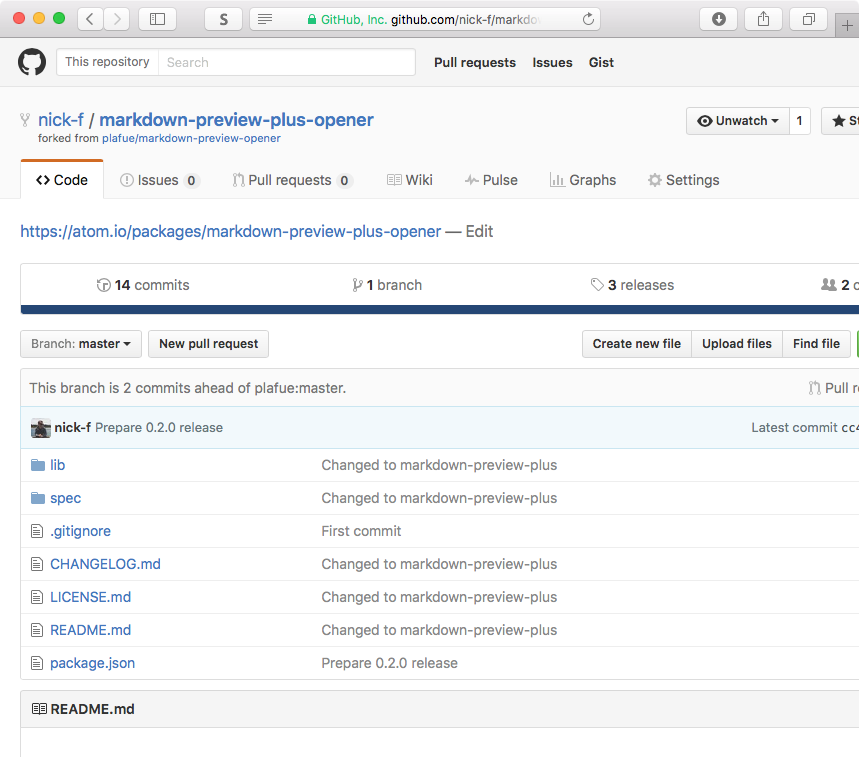 S GitHub, Inc. github.com/nick-f/markdo
This repository Search Pull requests Issues Gist
nick-f / markdown-preview-plus-opener Unwatch 1
forked from plafue/markdown-preview-opener
Code Issues 0 Pull requests 0 Wiki Pulse Graphs Settings
https://atom.io/packages/markdown-preview-plus-opener — Edit
14 commits 1 branch 3 releases 2
Branch: master New pull request Create new file Upload files Find file
This branch is 2 commits ahead of plafue:master. Pull
nick-f Prepare 0.2.0 release Latest commit cc4
lib Changed to markdown-preview-plus
spec Changed to markdown-preview-plus
.gitignore First commit
CHANGELOG.md Changed to markdown-preview-plus
LICENSE.md Changed to markdown-preview-plus
README.md Changed to markdown-preview-plus
package.json Prepare 0.2.0 release
README.md